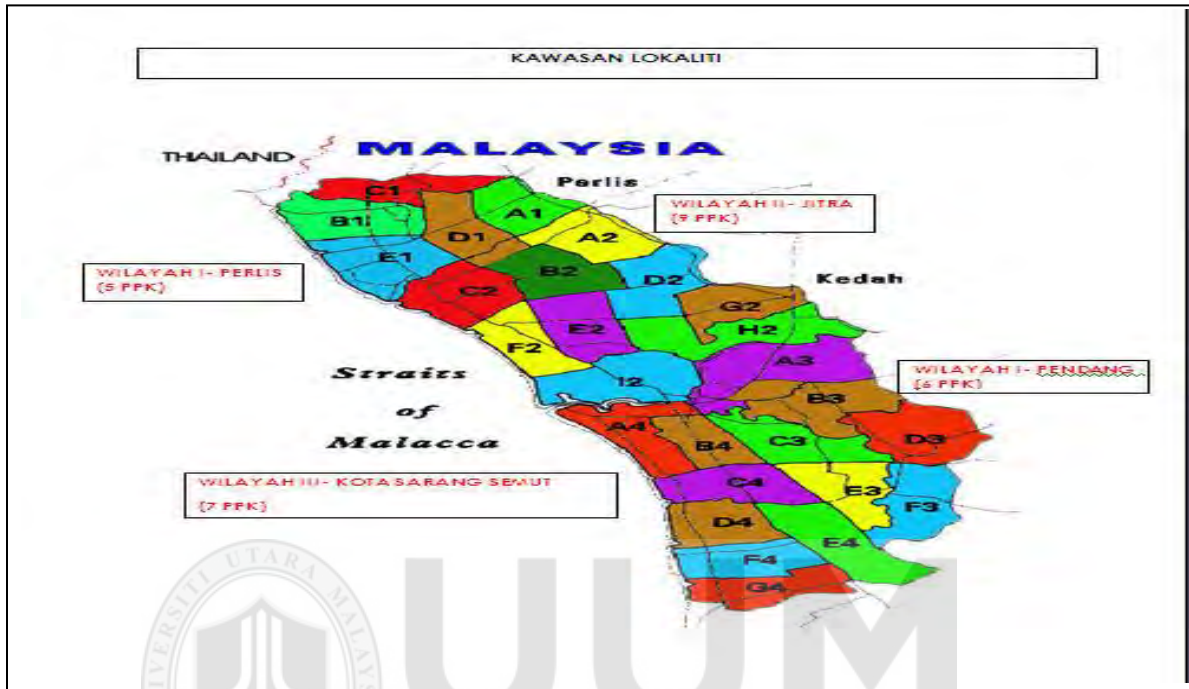 KAWASAN LOKALITI
THAILAND
MALAYSIA
Perlis
WILAYAH II- JITRA
(9 PPK)
C1
B1
A1
D1
A2
E1
B2
D2
WILAYAH I- PERLIS
(5 PPK)
Kedah
C2
G2
E2
H2
F2
A3
Straits
of
Malacca
I2
WILAYAH I- PENDANG
(6 PPK)
B3
A4
B4
C3
D3
WILAYAH III- KOTA SARANG SEMUT
(7 PPK)
C4
E3
F3
D4
E4
F4
G4
UNIVERSITI UTARA MALAYS
UUM